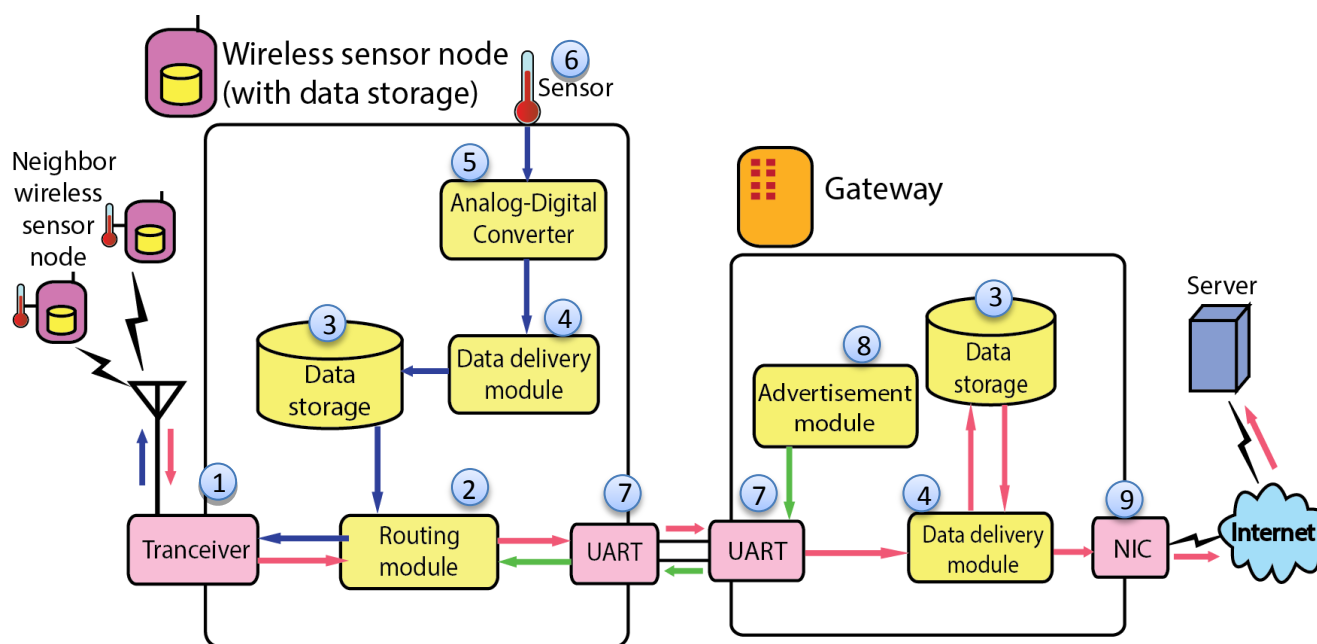 Wireless sensor node
(with data storage)
6
Sensor
Neighbor
wireless
sensor
node
5
Analog-Digital
Converter
3
Data
storage
4
Data delivery
module
1
Tranceiver
2
Routing
module
7
UART
Gateway
8
Advertisement
module
3
Data
storage
7
UART
4
Data delivery
module
9
NIC
Server
Internet